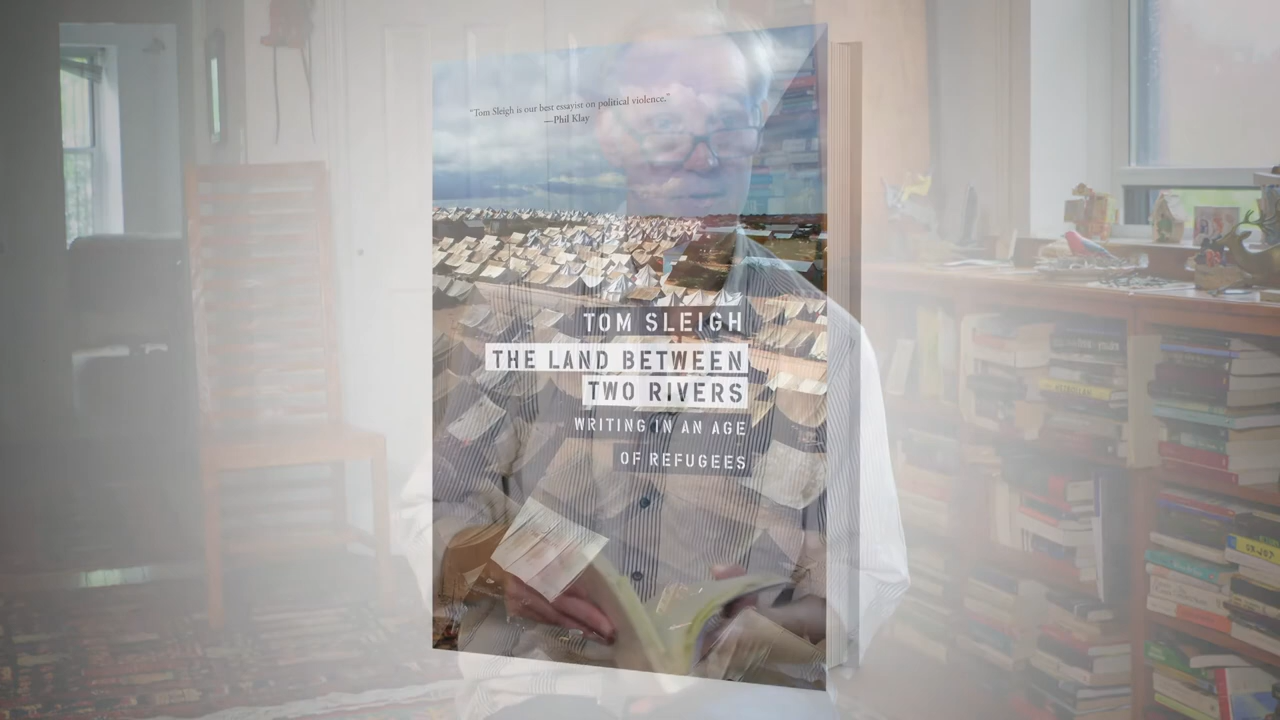 "Tom Sleigh is our best essayist on political violence."
—Phil Klay
TOM SLEIGH
THE LAND BETWEEN
TWO RIVERS
WRITING IN AN AGE
OF REFUGEES